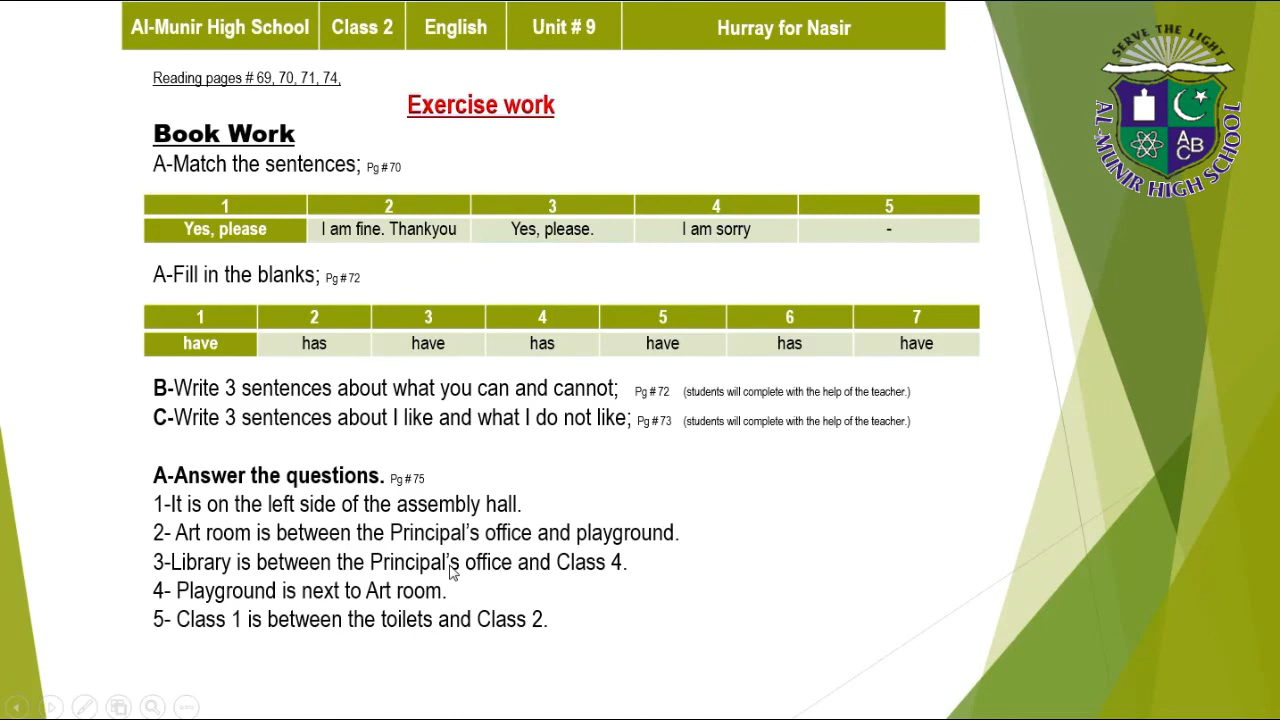 Al-Munir High School Class 2 English Unit # 9 Hurray for Nasir
Reading pages # 69, 70, 71, 74,
Exercise work
Book Work
A-Match the sentences; Pg # 70
1 2 3 4 5
Yes, please I am fine. Thankyou Yes, please. I am sorry -
A-Fill in the blanks; Pg # 72
1 2 3 4 5 6 7
have has have has have has have
B-Write 3 sentences about what you can and cannot; Pg # 72 (students will complete with the help of the teacher.)
C-Write 3 sentences about I like and what I do not like; Pg # 73 (students will complete with the help of the teacher.)
A-Answer the questions. Pg # 75
1-It is on the left side of the assembly hall.
2- Art room is between the Principal's office and playground.
3-Library is between the Principal's office and Class 4.
4- Playground is next to Art room.
5- Class 1 is between the toilets and Class 2.
SERVE THE LIGHT
A B
C
AL-MUNIR HIGH SCHOOL